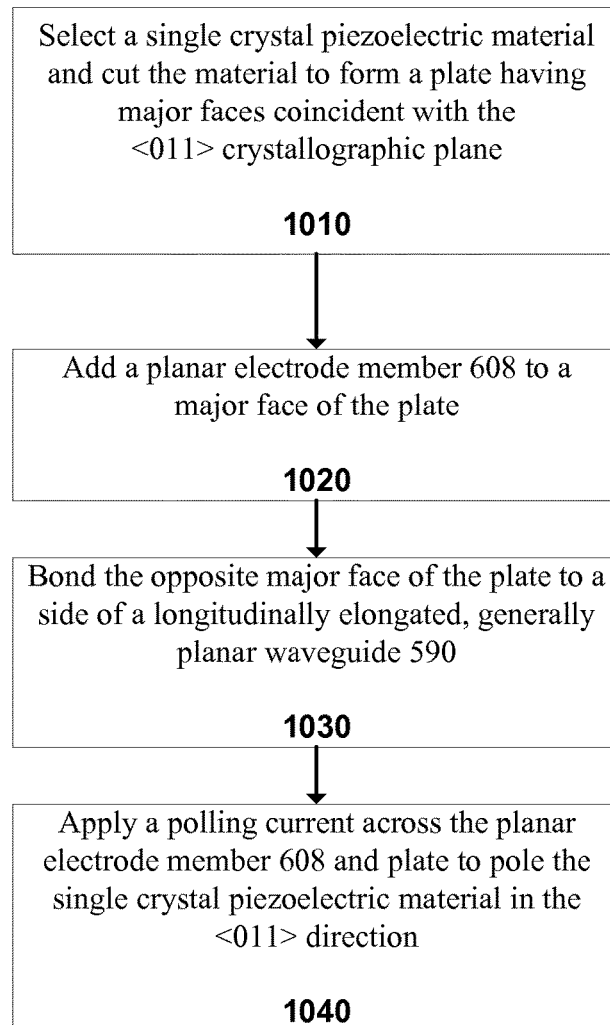 Select a single crystal piezoelectric material
and cut the material to form a plate having
major faces coincident with the
<011> crystallographic plane
1010
Add a planar electrode member 608 to a
major face of the plate
1020
Bond the opposite major face of the plate to a
side of a longitudinally elongated, generally
planar waveguide 590
1030
Apply a polling current across the planar
electrode member 608 and plate to pole the
single crystal piezoelectric material in the
<011> direction
1040